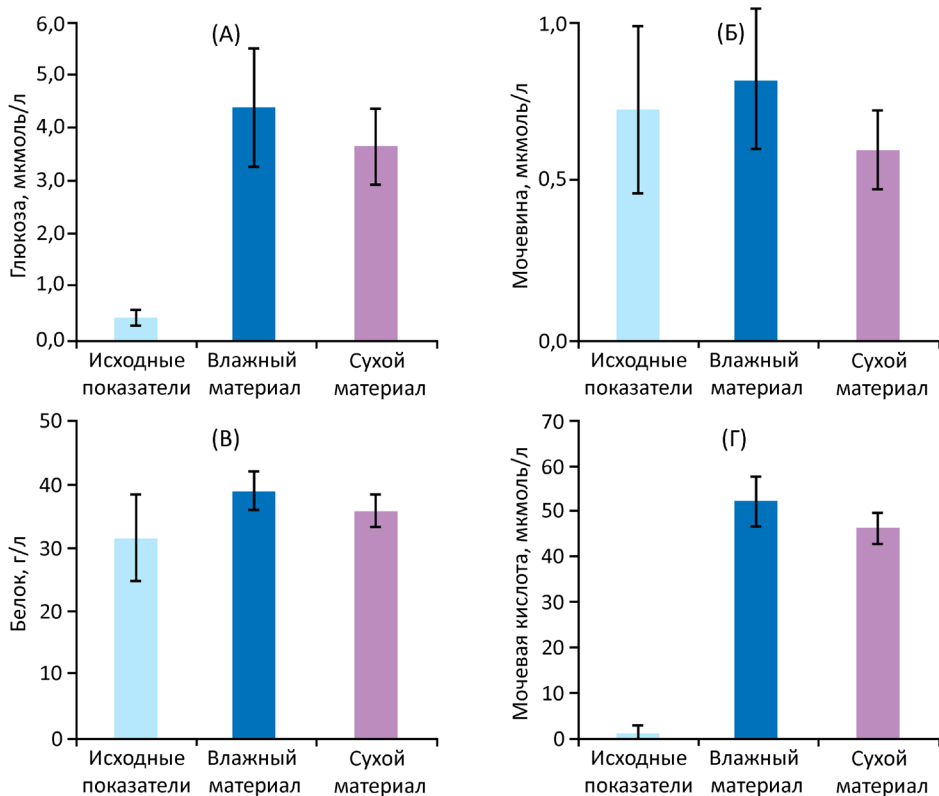 (А)
Глюкоза, мкмоль/л
6,0
5,0
4,0
3,0
2,0
1,0
0,0
Исходные показатели
Влажный материал
Сухой материал
(Б)
Мочевина, мкмоль/л
1,0
0,5
0,0
Исходные показатели
Влажный материал
Сухой материал
(В)
Белок, г/л
50
40
30
20
10
0
Исходные показатели
Влажный материал
Сухой материал
(Г)
Мочевая кислота, мкмоль/л
70
60
50
40
30
20
10
0
Исходные показатели
Влажный материал
Сухой материал